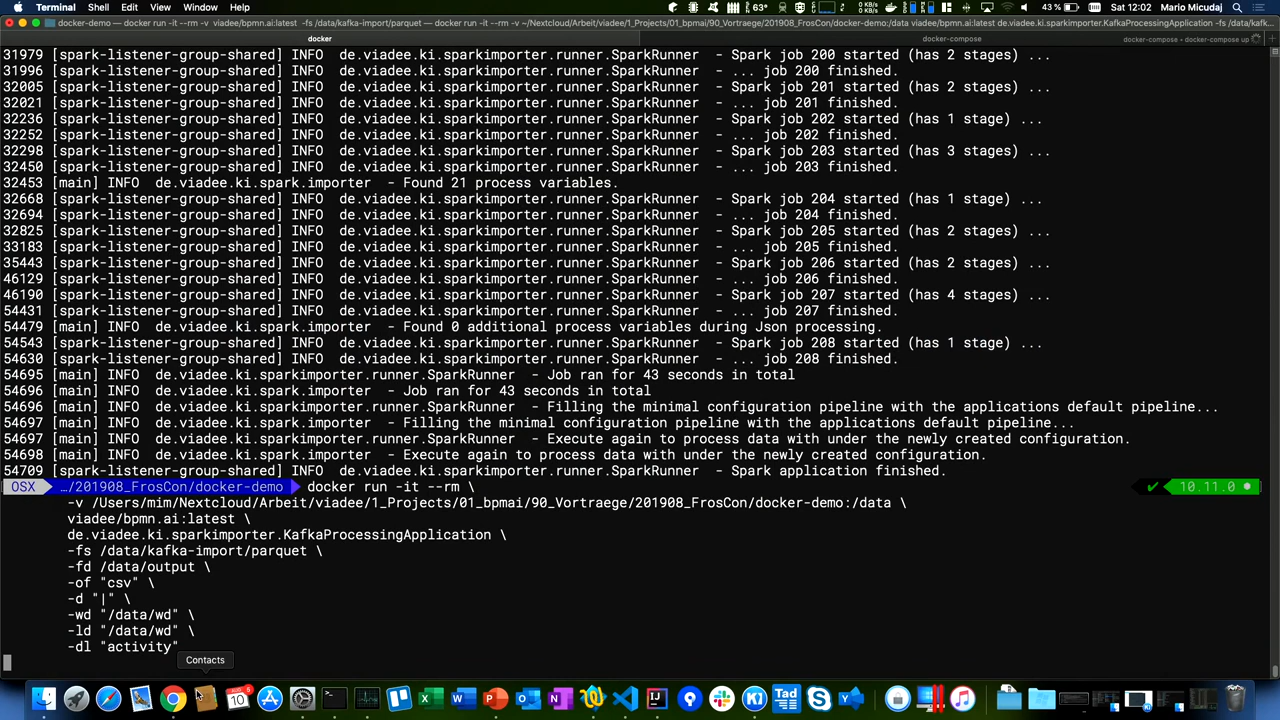 Terminal Shell Edit View Window Help
63° 0 KB/s 0 KB/s 43% Sat 12:02 Mario Micudaj
docker-demo — docker run -it --rm -v viadee/bpmn.ai:latest -fs /data/kafka-import/parquet — docker run -it --rm -v ~/Nextcloud/Arbeit/viadee/1_Projects/01_bpmai/90_Vortraege/201908_FrosCon/docker-demo:/data viadee/bpmn.ai:latest de.viadee.ki.sparkimporter.KafkaProcessingApplication -fs /data/kaf...
docker docker-compose docker-compose • docker-compose up
31979 [spark-listener-group-shared] INFO de.viadee.ki.sparkimporter.runner.SparkRunner - Spark job 200 started (has 2 stages) ...
31996 [spark-listener-group-shared] INFO de.viadee.ki.sparkimporter.runner.SparkRunner - ... job 200 finished.
32005 [spark-listener-group-shared] INFO de.viadee.ki.sparkimporter.runner.SparkRunner - Spark job 201 started (has 2 stages) ...
32021 [spark-listener-group-shared] INFO de.viadee.ki.sparkimporter.runner.SparkRunner - ... job 201 finished.
32236 [spark-listener-group-shared] INFO de.viadee.ki.sparkimporter.runner.SparkRunner - Spark job 202 started (has 1 stage) ...
32252 [spark-listener-group-shared] INFO de.viadee.ki.sparkimporter.runner.SparkRunner - ... job 202 finished.
32298 [spark-listener-group-shared] INFO de.viadee.ki.sparkimporter.runner.SparkRunner - Spark job 203 started (has 3 stages) ...
32450 [spark-listener-group-shared] INFO de.viadee.ki.sparkimporter.runner.SparkRunner - ... job 203 finished.
32453 [main] INFO de.viadee.ki.spark.importer - Found 21 process variables.
32668 [spark-listener-group-shared] INFO de.viadee.ki.sparkimporter.runner.SparkRunner - Spark job 204 started (has 1 stage) ...
32694 [spark-listener-group-shared] INFO de.viadee.ki.sparkimporter.runner.SparkRunner - ... job 204 finished.
32825 [spark-listener-group-shared] INFO de.viadee.ki.sparkimporter.runner.SparkRunner - Spark job 205 started (has 2 stages) ...
33183 [spark-listener-group-shared] INFO de.viadee.ki.sparkimporter.runner.SparkRunner - ... job 205 finished.
35443 [spark-listener-group-shared] INFO de.viadee.ki.sparkimporter.runner.SparkRunner - Spark job 206 started (has 2 stages) ...
46129 [spark-listener-group-shared] INFO de.viadee.ki.sparkimporter.runner.SparkRunner - ... job 206 finished.
46190 [spark-listener-group-shared] INFO de.viadee.ki.sparkimporter.runner.SparkRunner - Spark job 207 started (has 4 stages) ...
54431 [spark-listener-group-shared] INFO de.viadee.ki.sparkimporter.runner.SparkRunner - ... job 207 finished.
54479 [main] INFO de.viadee.ki.spark.importer - Found 0 additional process variables during Json processing.
54543 [spark-listener-group-shared] INFO de.viadee.ki.sparkimporter.runner.SparkRunner - Spark job 208 started (has 1 stage) ...
54630 [spark-listener-group-shared] INFO de.viadee.ki.sparkimporter.runner.SparkRunner - ... job 208 finished.
54695 [main] INFO de.viadee.ki.sparkimporter.runner.SparkRunner - Job ran for 43 seconds in total
54696 [main] INFO de.viadee.ki.spark.importer - Job ran for 43 seconds in total
54696 [main] INFO de.viadee.ki.sparkimporter.runner.SparkRunner - Filling the minimal configuration pipeline with the applications default pipeline...
54697 [main] INFO de.viadee.ki.spark.importer - Filling the minimal configuration pipeline with the applications default pipeline...
54697 [main] INFO de.viadee.ki.sparkimporter.runner.SparkRunner - Execute again to process data with under the newly created configuration.
54698 [main] INFO de.viadee.ki.spark.importer - Execute again to process data with under the newly created configuration.
54709 [spark-listener-group-shared] INFO de.viadee.ki.sparkimporter.runner.SparkRunner - Spark application finished.
OSX …/201908_FrosCon/docker-demo docker run -it --rm \ ✔ 10.11.0
-v /Users/mim/Nextcloud/Arbeit/viadee/1_Projects/01_bpmai/90_Vortraege/201908_FrosCon/docker-demo:/data \
viadee/bpmn.ai:latest \
de.viadee.ki.sparkimporter.KafkaProcessingApplication \
-fs /data/kafka-import/parquet \
-fd /data/output \
-of "csv" \
-d "|" \
-wd "/data/wd" \
-ld "/data/wd" \
-dl "activity"
Contacts